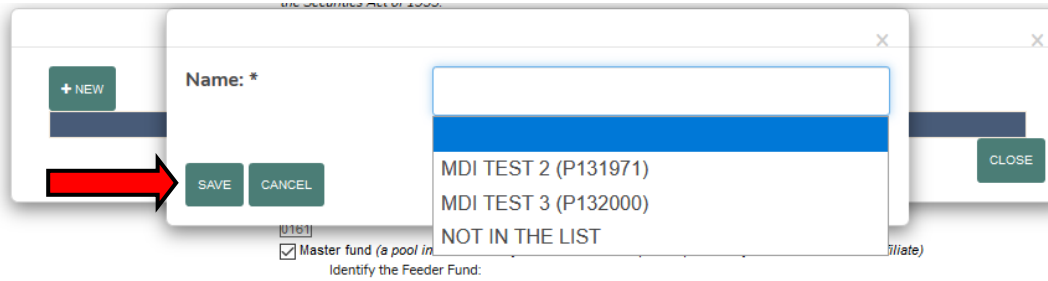 the Securities Act of 1933.
×
×
+ NEW
Name: *
MDI TEST 2 (P131971)
MDI TEST 3 (P132000)
NOT IN THE LIST
SAVE
CANCEL
CLOSE
0161
Master fund (a pool in
Identify the Feeder Fund: